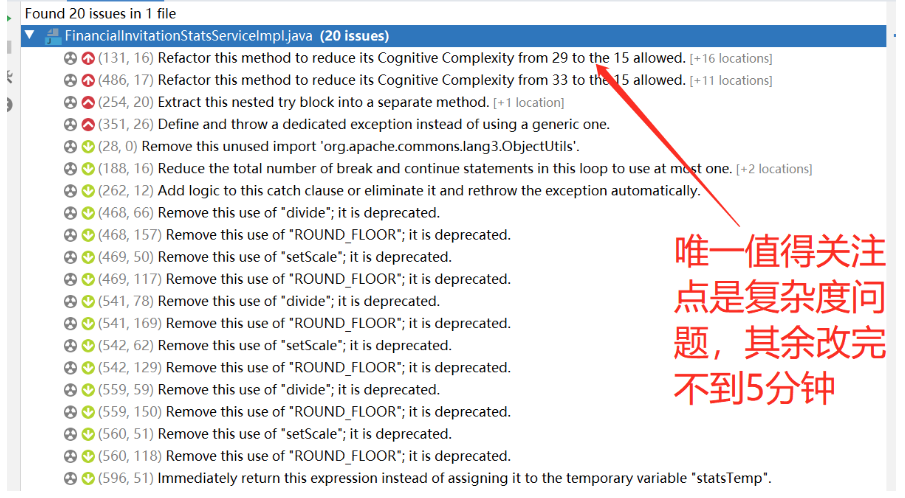 Found 20 issues in 1 file
FinancialInvitationStatsServiceImpl.java (20 issues)
(131, 16) Refactor this method to reduce its Cognitive Complexity from 29 to the 15 allowed. [+16 locations]
(486, 17) Refactor this method to reduce its Cognitive Complexity from 33 to the 15 allowed. [+11 locations]
(254, 20) Extract this nested try block into a separate method. [+1 location]
(351, 26) Define and throw a dedicated exception instead of using a generic one.
(28, 0) Remove this unused import 'org.apache.commons.lang3.ObjectUtils'.
(188, 16) Reduce the total number of break and continue statements in this loop to use at most one. [+2 locations]
(262, 12) Add logic to this catch clause or eliminate it and rethrow the exception automatically.
(468, 66) Remove this use of "divide"; it is deprecated.
(468, 157) Remove this use of "ROUND_FLOOR"; it is deprecated.
(469, 50) Remove this use of "setScale"; it is deprecated.
(469, 117) Remove this use of "ROUND_FLOOR"; it is deprecated.
(541, 78) Remove this use of "divide"; it is deprecated.
(541, 169) Remove this use of "ROUND_FLOOR"; it is deprecated.
(542, 62) Remove this use of "setScale"; it is deprecated.
(542, 129) Remove this use of "ROUND_FLOOR"; it is deprecated.
(559, 59) Remove this use of "divide"; it is deprecated.
(559, 150) Remove this use of "ROUND_FLOOR"; it is deprecated.
(560, 51) Remove this use of "setScale"; it is deprecated.
(560, 118) Remove this use of "ROUND_FLOOR"; it is deprecated.
(596, 51) Immediately return this expression instead of assigning it to the temporary variable "statsTemp".
唯一值得关注
点是复杂度问
题，其余改完
不到5分钟